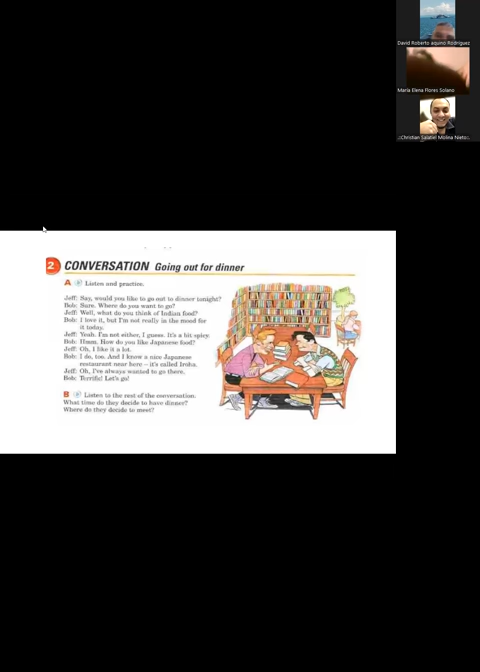 David Roberto aquino Rodriguez
María Elena Flores Solano
Christian Salatiel Molina Nieto
2 CONVERSATION Going out for dinner
A Listen and practice.
Jeff: Say, would you like to go out to dinner tonight?
Bob: Sure. Where do you want to go?
Jeff: Well, what do you think of Indian food?
Bob: I love it, but I'm not really in the mood for
it today.
Jeff: Yeah. I'm not either, I guess. It's a bit spicy.
Bob: Hmm. How do you like Japanese food?
Jeff: Oh, I like it a lot.
Bob: I do, too. And I know a nice Japanese
restaurant near here – it's called Iroha.
Jeff: Oh, I've always wanted to go there.
Bob: Terrific! Let's go!
B Listen to the rest of the conversation.
What time do they decide to have dinner?
Where do they decide to meet?